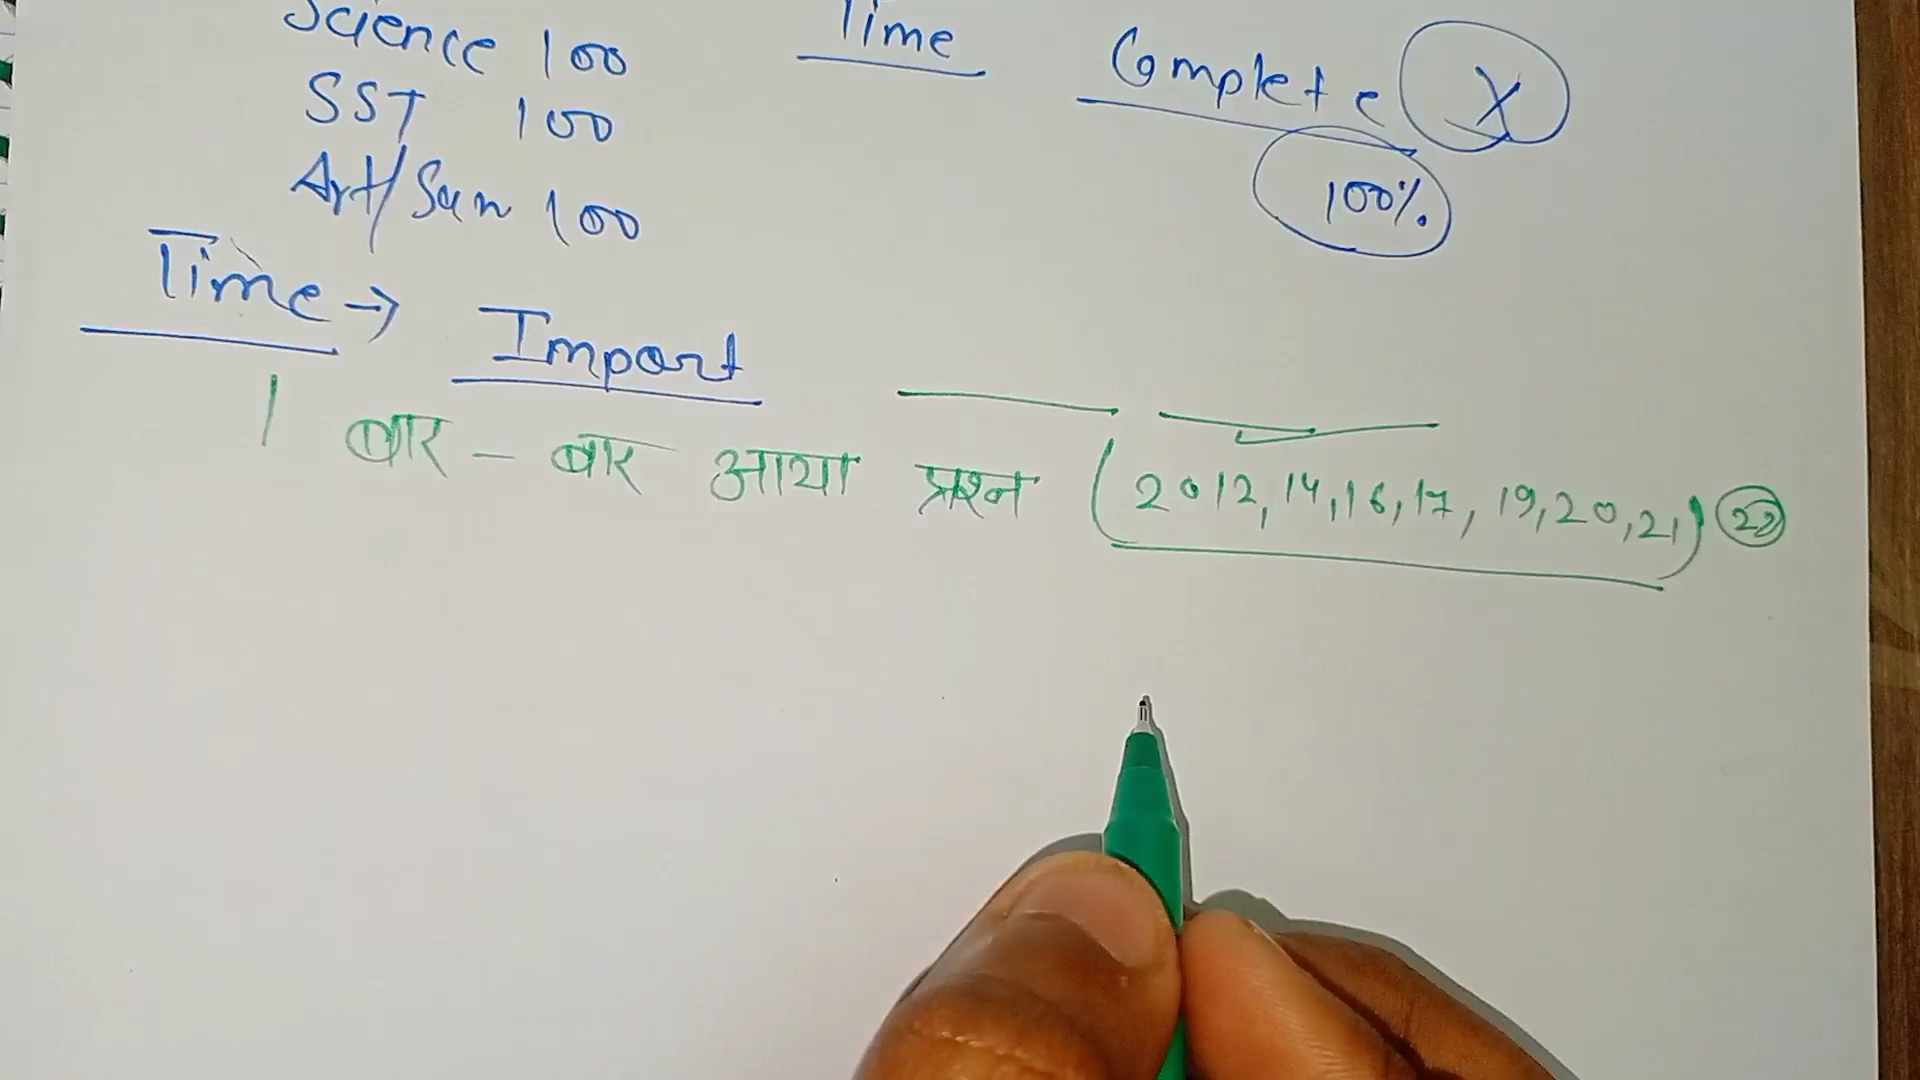 Science 100 Time Complete X
SST 100 100%
Art/San 100
Time → Import
1 बार - बार आया प्रश्न (2012, 14, 16, 17, 19, 20, 21) 22